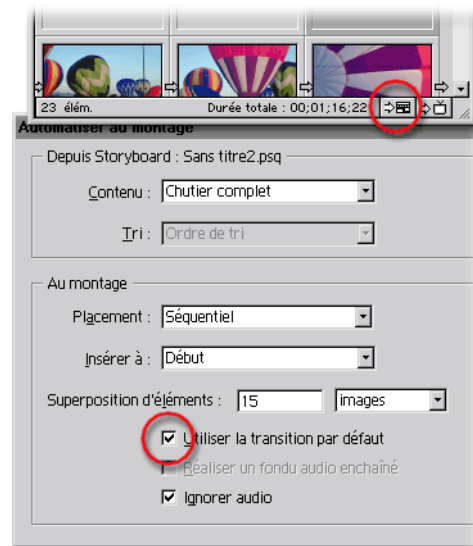 23 élém.
Durée totale : 00;01;16;22
Automatiser au montage
Depuis Storyboard : Sans titre2.psq
Contenu : Chutier complet
Tri : Ordre de tri
Au montage
Placement : Séquentiel
Insérer à : Début
Superposition d'éléments : 15 images
Utiliser la transition par défaut
Réaliser un fondu audio enchaîné
Ignorer audio